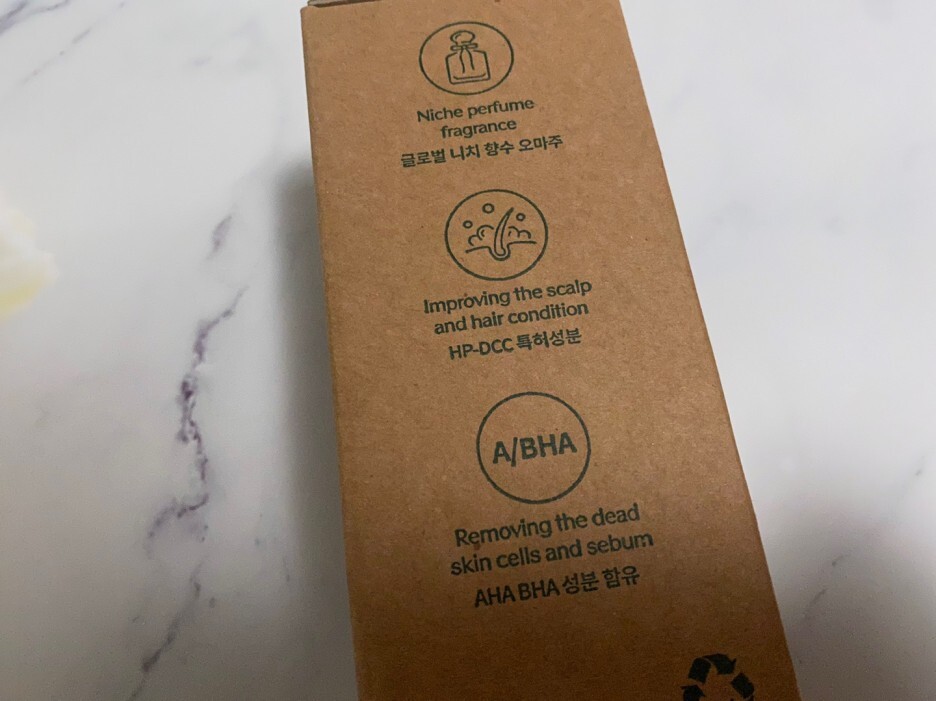 Niche perfume
fragrance
글로벌 니치 향수 오마주
Improving the scalp
and hair condition
HP-DCC 특허성분
A/BHA
Removing the dead
skin cells and sebum
AHA BHA 성분 함유